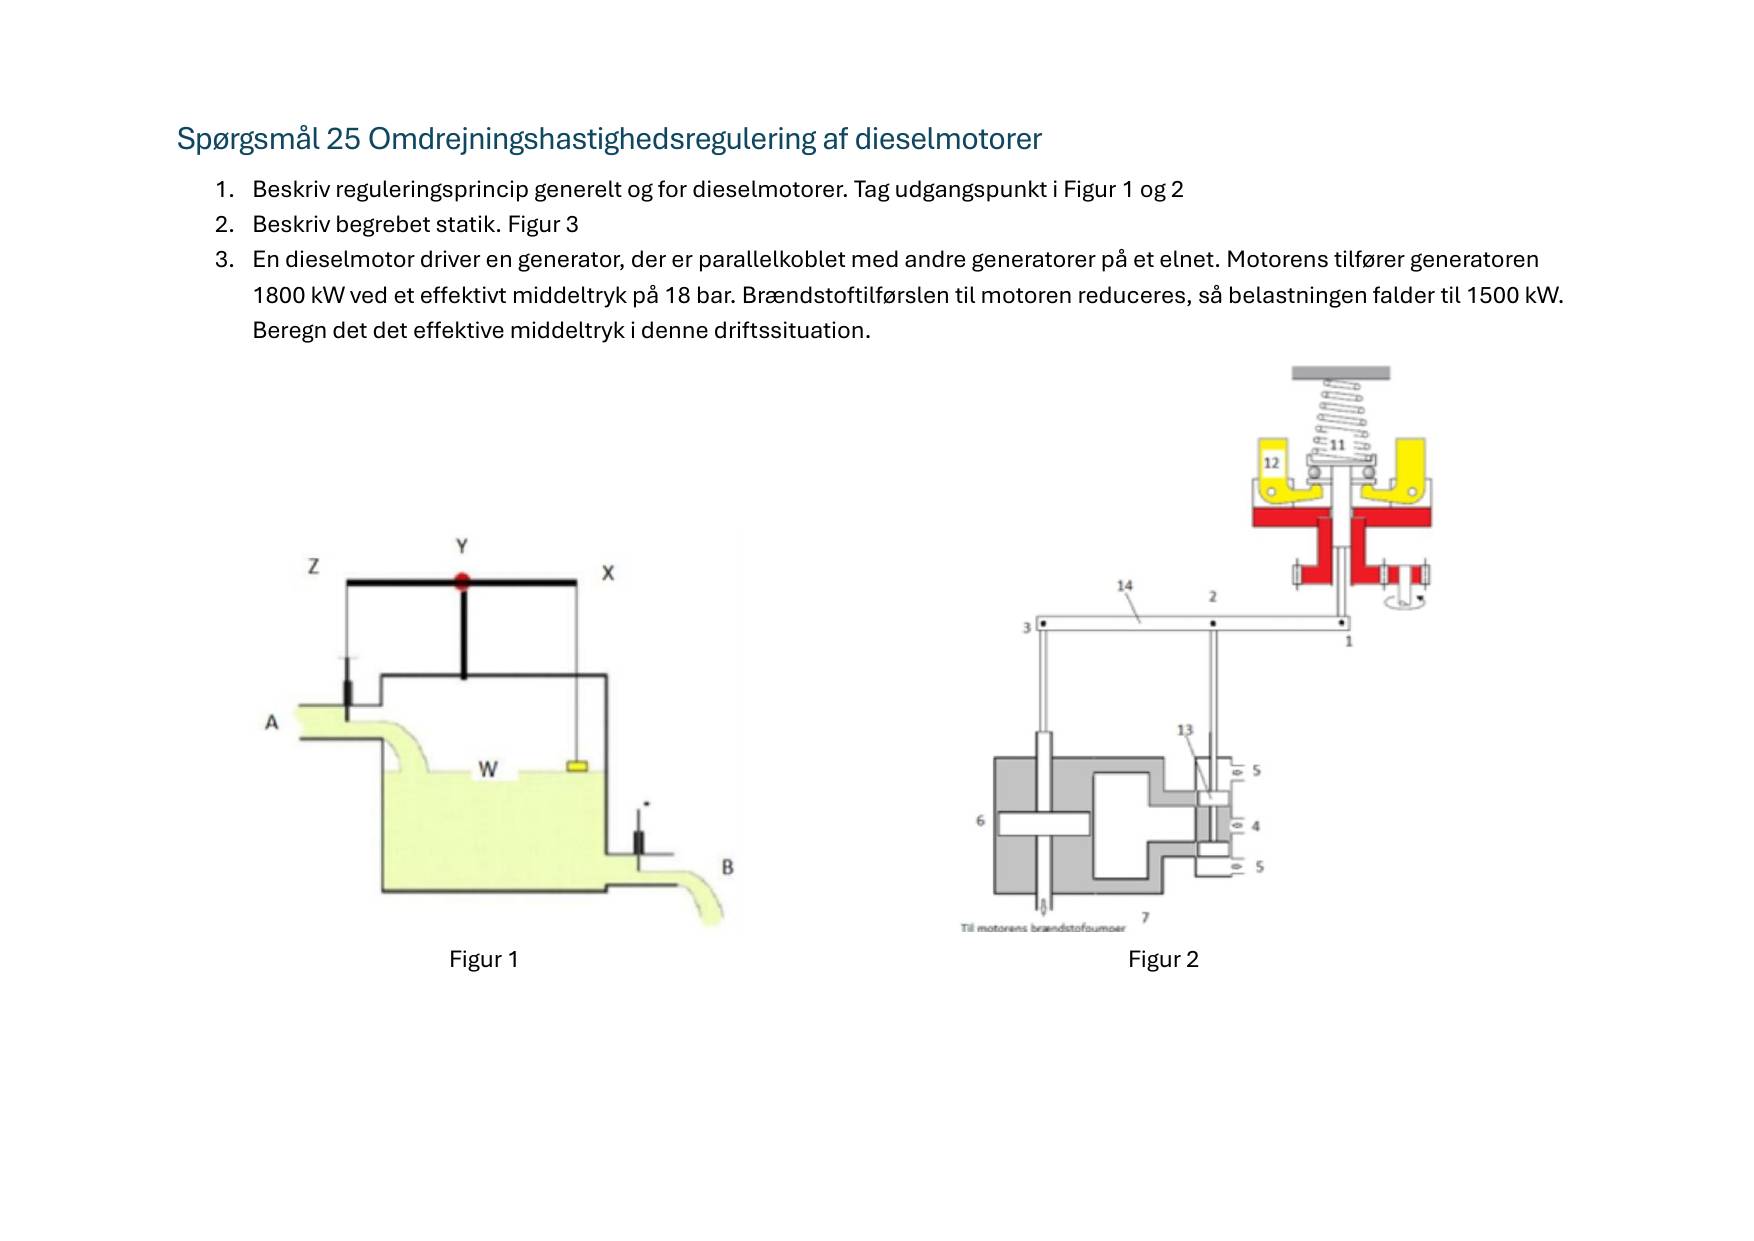 Spørgsmål 25 Omdrejningshastighedsregulering af dieselmotorer
1. Beskriv reguleringsprincip generelt og for dieselmotorer. Tag udgangspunkt i Figur 1 og 2
2. Beskriv begrebet statik. Figur 3
3. En dieselmotor driver en generator, der er parallelkoblet med andre generatorer på et elnet. Motorens tilfører generatoren
1800 kW ved et effektivt middeltryk på 18 bar. Brændstoftilførslen til motoren reduceres, så belastningen falder til 1500 kW.
Beregn det det effektive middeltryk i denne driftssituation.
11
12
Y
Z
X
14
2
3
1
A
13
W
5
6
4
B
5
7
Til motorens brændstofpumper
Figur 1
Figur 2